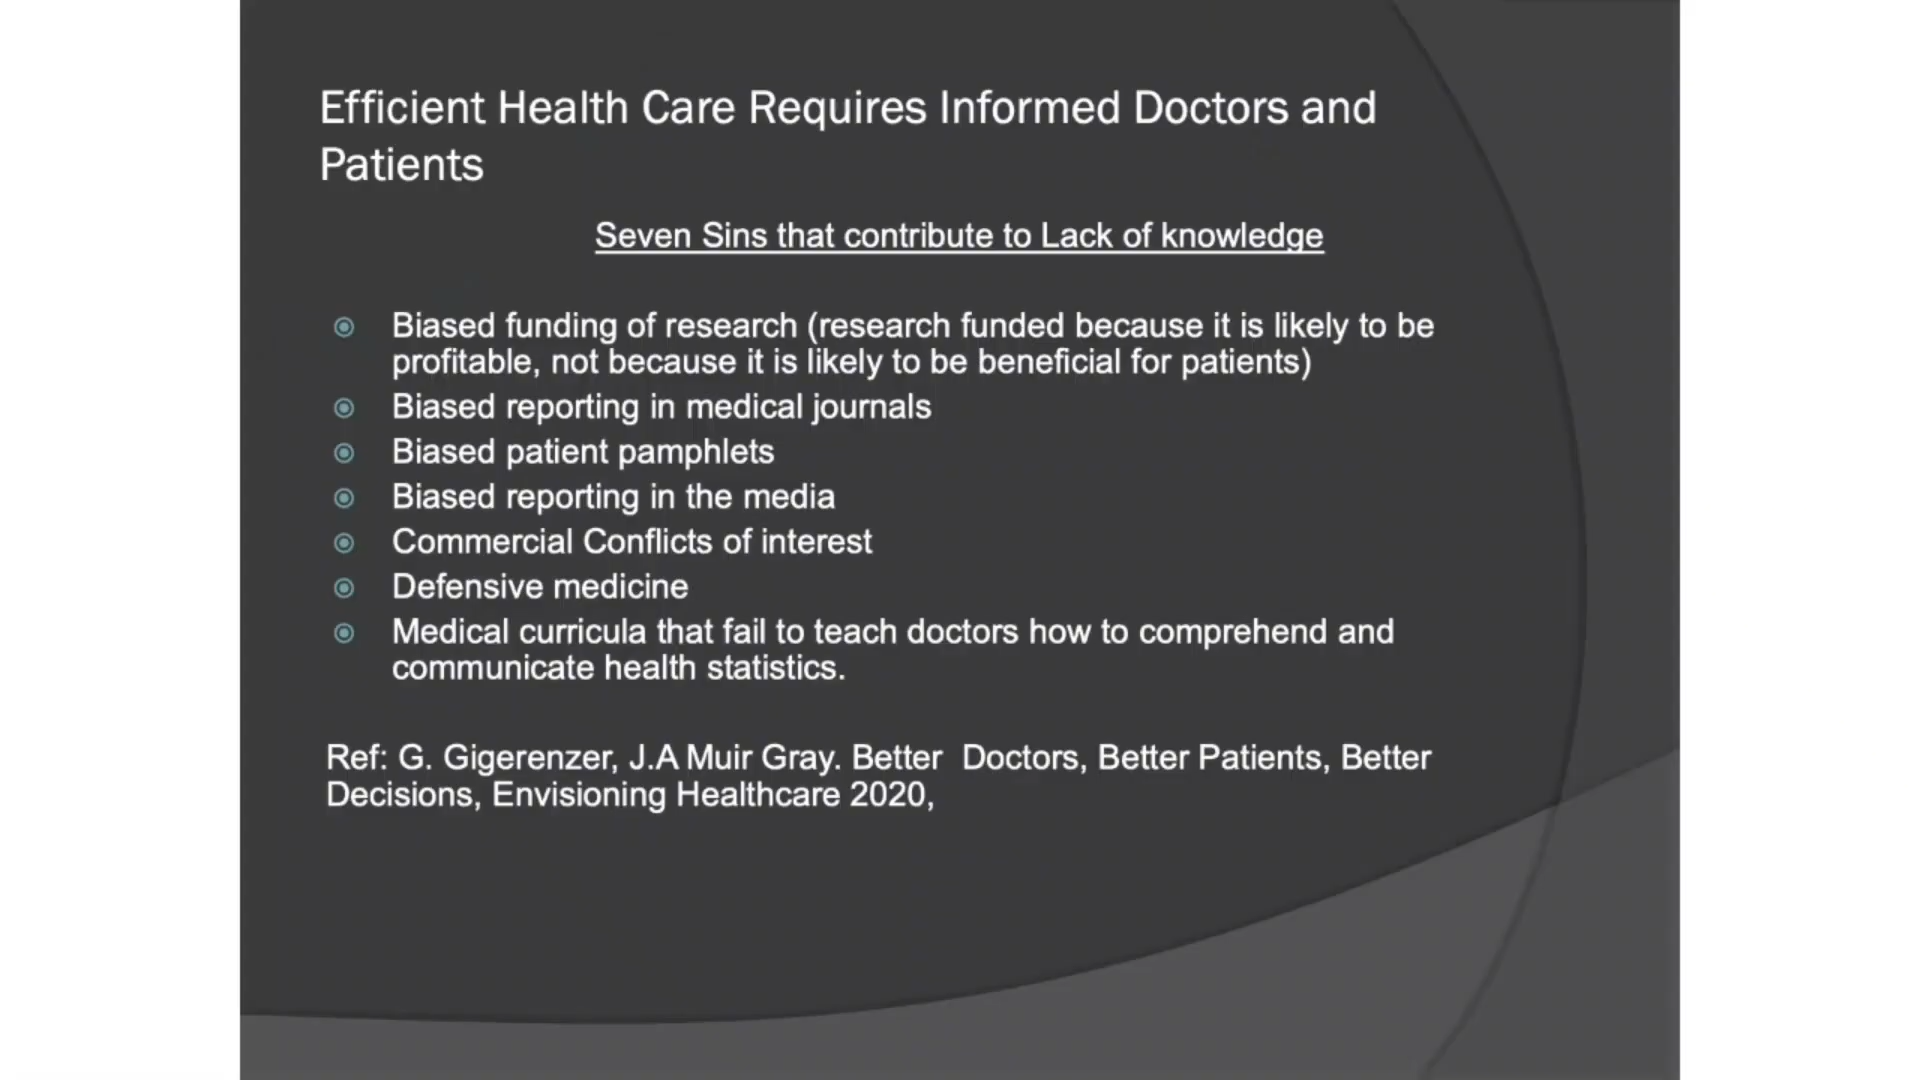 Efficient Health Care Requires Informed Doctors and
Patients
Seven Sins that contribute to Lack of knowledge
Biased funding of research (research funded because it is likely to be
profitable, not because it is likely to be beneficial for patients)
Biased reporting in medical journals
Biased patient pamphlets
Biased reporting in the media
Commercial Conflicts of interest
Defensive medicine
Medical curricula that fail to teach doctors how to comprehend and
communicate health statistics.
Ref: G. Gigerenzer, J.A Muir Gray. Better  Doctors, Better Patients, Better
Decisions, Envisioning Healthcare 2020,